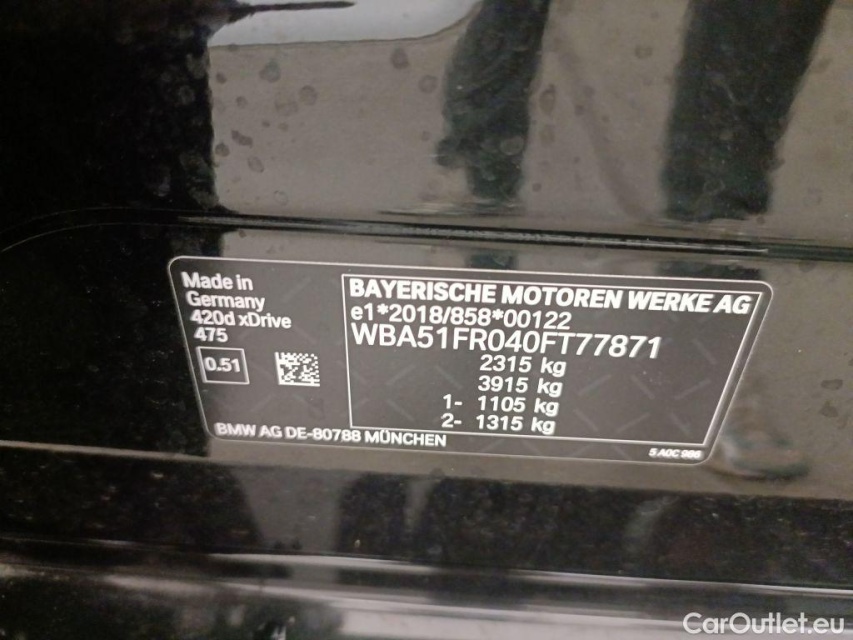 Made in
Germany
420d xDrive
475
0.51
BAYERISCHE MOTOREN WERKE AG
e1*2018/858*00122
WBA51FR040FT77871
2315 kg
3915 kg
1- 1105 kg
2- 1315 kg
BMW AG DE-80788 MÜNCHEN
5 A0C 986
CarOutlet.eu